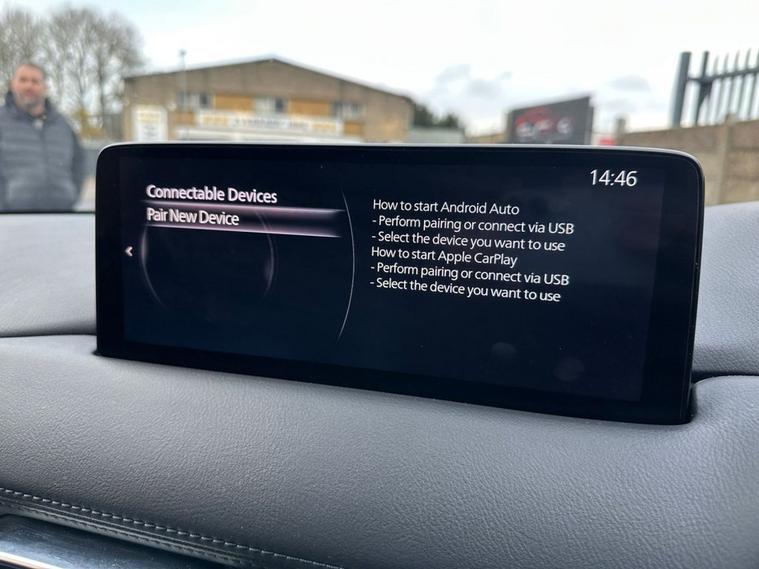 14:46
Connectable Devices
Pair New Device
How to start Android Auto
- Perform pairing or connect via USB
- Select the device you want to use
How to start Apple CarPlay
- Perform pairing or connect via USB
- Select the device you want to use